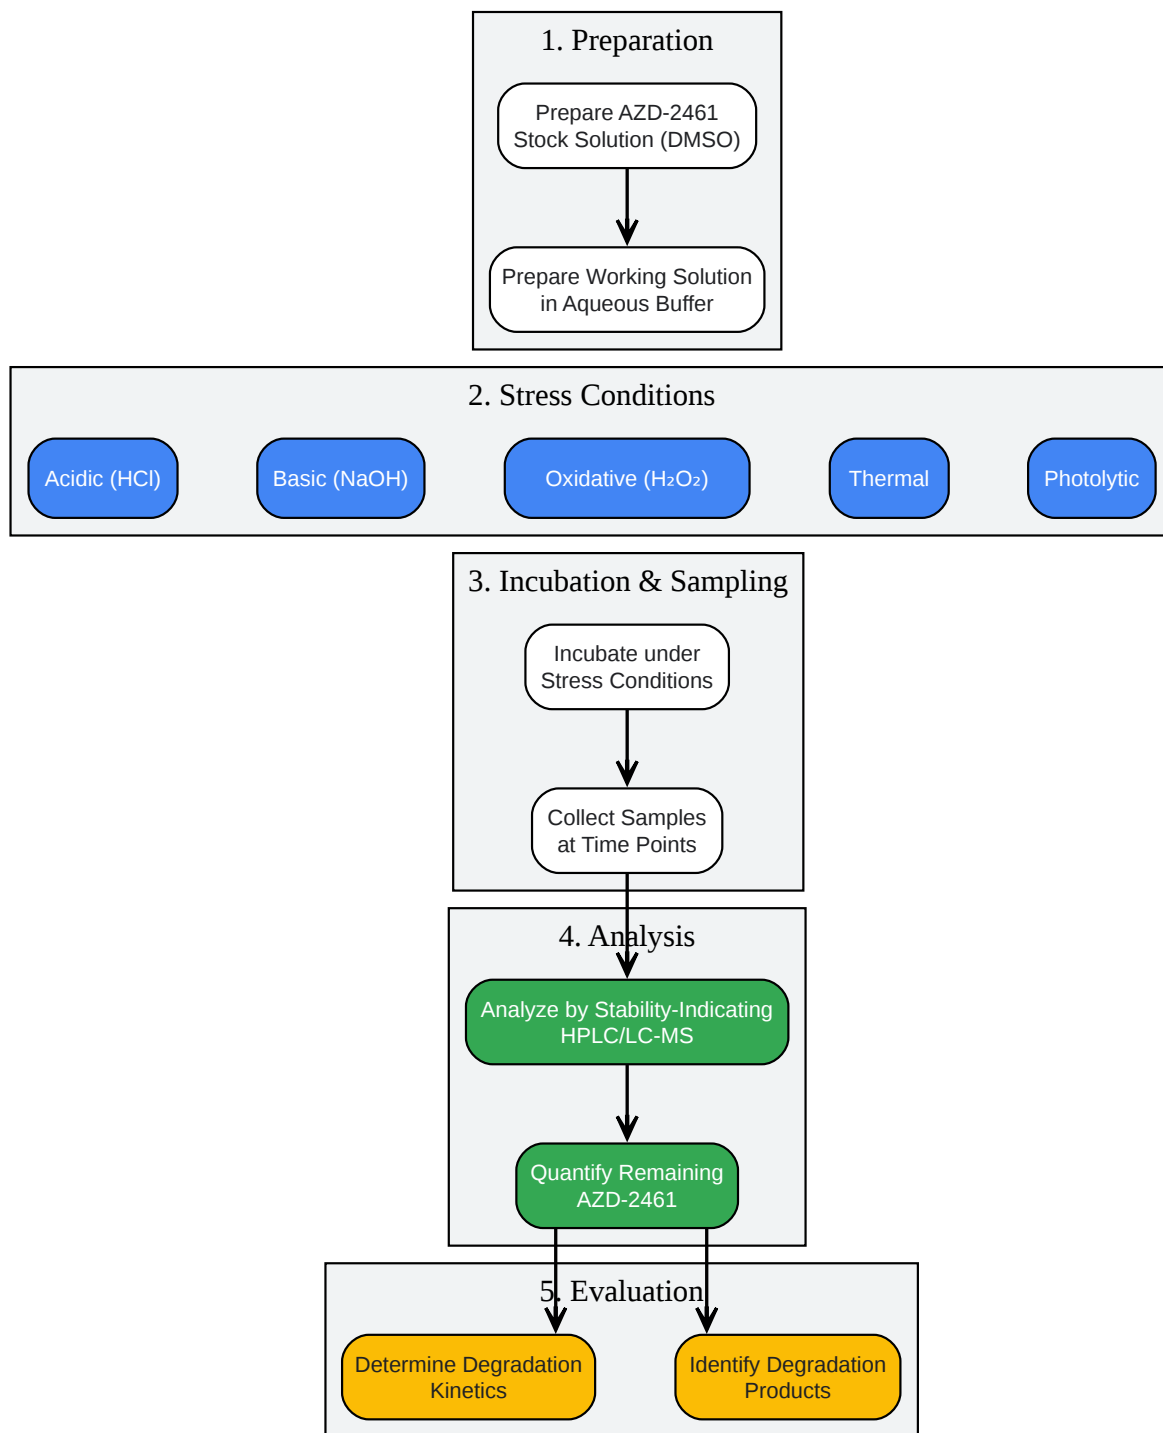 1. Preparation
Prepare AZD-2461
Stock Solution (DMSO)
Prepare Working Solution
in Aqueous Buffer
2. Stress Conditions
Acidic (HCl)
Basic (NaOH)
Oxidative (H₂O₂)
Thermal
Photolytic
3. Incubation & Sampling
Incubate under
Stress Conditions
Collect Samples
at Time Points
4. Analysis
Analyze by Stability-Indicating
HPLC/LC-MS
Quantify Remaining
AZD-2461
5. Evaluation
Determine Degradation
Kinetics
Identify Degradation
Products